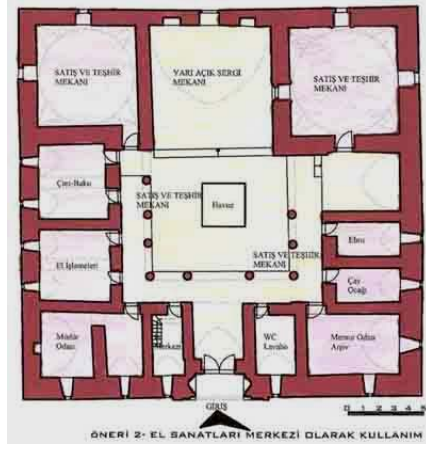 SATIŞ VE TEŞHİR
MEKANI
YARI AÇIK SERGİ
MEKANI
SATIŞ VE TEŞHİR
MEKANI
Çini-Baskı
SATIŞ VE TEŞHİR
MEKANI
Havuz
Ebru
El İşlemeleri
SATIŞ VE TEŞHİR
MEKANI
Çay
Ocağı
Müdür
Odası
WC
Lavabo
Memur Odası
Arşiv
GİRİŞ
0 1 2 3 4 5
ÖNERİ 2- EL SANATLARI MERKEZİ OLARAK KULLANIM